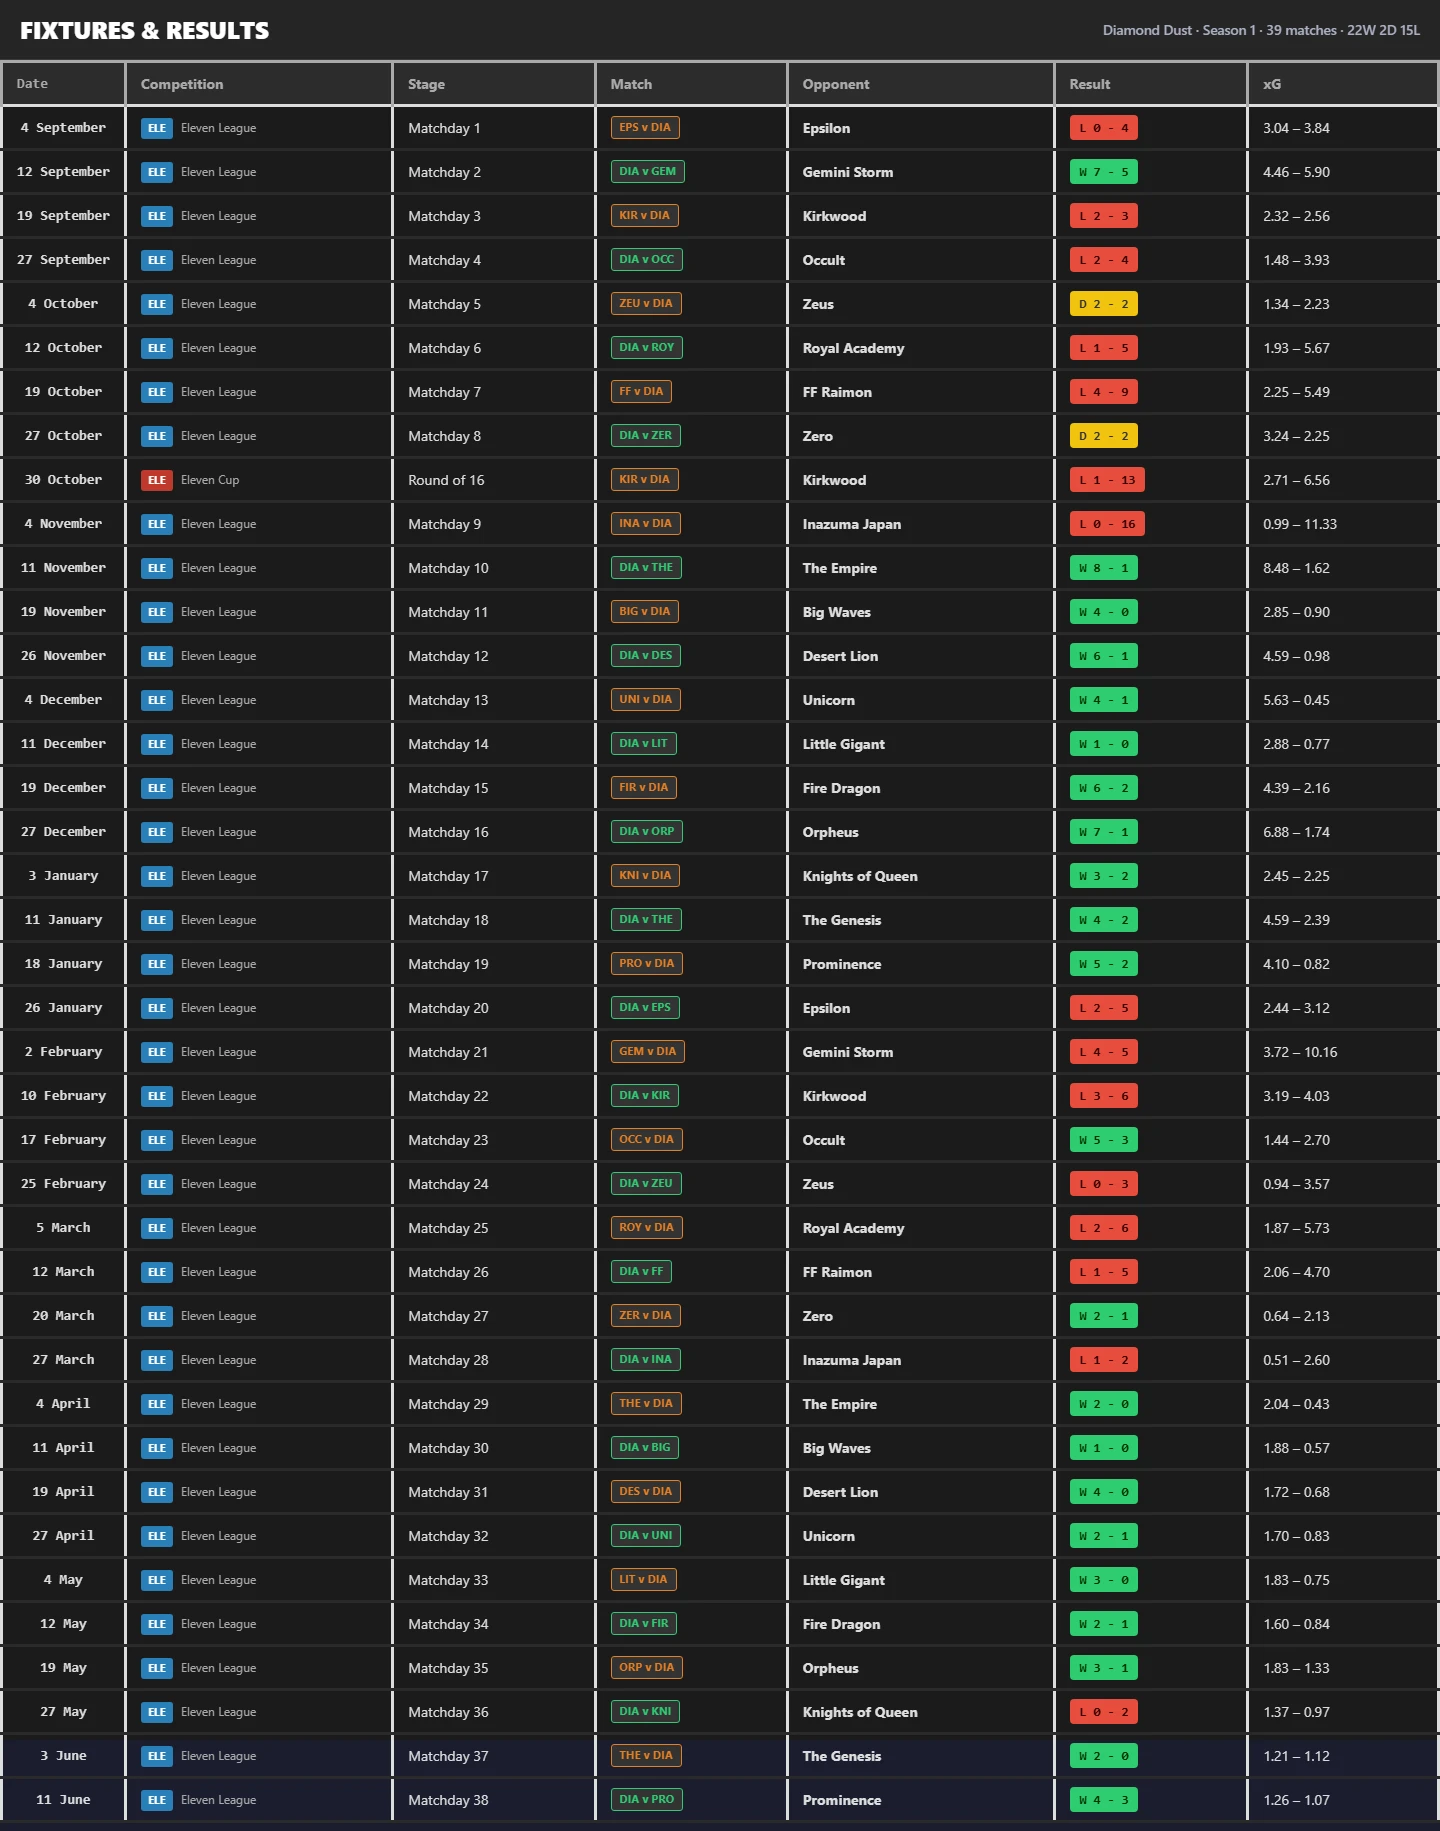 FIXTURES & RESULTS
Diamond Dust · Season 1 · 39 matches · 22W 2D 15L
Date Competition Stage Match Opponent Result xG
4 September ELE Eleven League Matchday 1 EPS v DIA Epsilon L 0 - 4 3.04 – 3.84
12 September ELE Eleven League Matchday 2 DIA v GEM Gemini Storm W 7 - 5 4.46 – 5.90
19 September ELE Eleven League Matchday 3 KIR v DIA Kirkwood L 2 - 3 2.32 – 2.56
27 September ELE Eleven League Matchday 4 DIA v OCC Occult L 2 - 4 1.48 – 3.93
4 October ELE Eleven League Matchday 5 ZEU v DIA Zeus D 2 - 2 1.34 – 2.23
12 October ELE Eleven League Matchday 6 DIA v ROY Royal Academy L 1 - 5 1.93 – 5.67
19 October ELE Eleven League Matchday 7 FF v DIA FF Raimon L 4 - 9 2.25 – 5.49
27 October ELE Eleven League Matchday 8 DIA v ZER Zero D 2 - 2 3.24 – 2.25
30 October ELE Eleven Cup Round of 16 KIR v DIA Kirkwood L 1 - 13 2.71 – 6.56
4 November ELE Eleven League Matchday 9 INA v DIA Inazuma Japan L 0 - 16 0.99 – 11.33
11 November ELE Eleven League Matchday 10 DIA v THE The Empire W 8 - 1 8.48 – 1.62
19 November ELE Eleven League Matchday 11 BIG v DIA Big Waves W 4 - 0 2.85 – 0.90
26 November ELE Eleven League Matchday 12 DIA v DES Desert Lion W 6 - 1 4.59 – 0.98
4 December ELE Eleven League Matchday 13 UNI v DIA Unicorn W 4 - 1 5.63 – 0.45
11 December ELE Eleven League Matchday 14 DIA v LIT Little Gigant W 1 - 0 2.88 – 0.77
19 December ELE Eleven League Matchday 15 FIR v DIA Fire Dragon W 6 - 2 4.39 – 2.16
27 December ELE Eleven League Matchday 16 DIA v ORP Orpheus W 7 - 1 6.88 – 1.74
3 January ELE Eleven League Matchday 17 KNI v DIA Knights of Queen W 3 - 2 2.45 – 2.25
11 January ELE Eleven League Matchday 18 DIA v THE The Genesis W 4 - 2 4.59 – 2.39
18 January ELE Eleven League Matchday 19 PRO v DIA Prominence W 5 - 2 4.10 – 0.82
26 January ELE Eleven League Matchday 20 DIA v EPS Epsilon L 2 - 5 2.44 – 3.12
2 February ELE Eleven League Matchday 21 GEM v DIA Gemini Storm L 4 - 5 3.72 – 10.16
10 February ELE Eleven League Matchday 22 DIA v KIR Kirkwood L 3 - 6 3.19 – 4.03
17 February ELE Eleven League Matchday 23 OCC v DIA Occult W 5 - 3 1.44 – 2.70
25 February ELE Eleven League Matchday 24 DIA v ZEU Zeus L 0 - 3 0.94 – 3.57
5 March ELE Eleven League Matchday 25 ROY v DIA Royal Academy L 2 - 6 1.87 – 5.73
12 March ELE Eleven League Matchday 26 DIA v FF FF Raimon L 1 - 5 2.06 – 4.70
20 March ELE Eleven League Matchday 27 ZER v DIA Zero W 2 - 1 0.64 – 2.13
27 March ELE Eleven League Matchday 28 DIA v INA Inazuma Japan L 1 - 2 0.51 – 2.60
4 April ELE Eleven League Matchday 29 THE v DIA The Empire W 2 - 0 2.04 – 0.43
11 April ELE Eleven League Matchday 30 DIA v BIG Big Waves W 1 - 0 1.88 – 0.57
19 April ELE Eleven League Matchday 31 DES v DIA Desert Lion W 4 - 0 1.72 – 0.68
27 April ELE Eleven League Matchday 32 DIA v UNI Unicorn W 2 - 1 1.70 – 0.83
4 May ELE Eleven League Matchday 33 LIT v DIA Little Gigant W 3 - 0 1.83 – 0.75
12 May ELE Eleven League Matchday 34 DIA v FIR Fire Dragon W 2 - 1 1.60 – 0.84
19 May ELE Eleven League Matchday 35 ORP v DIA Orpheus W 3 - 1 1.83 – 1.33
27 May ELE Eleven League Matchday 36 DIA v KNI Knights of Queen L 0 - 2 1.37 – 0.97
3 June ELE Eleven League Matchday 37 THE v DIA The Genesis W 2 - 0 1.21 – 1.12
11 June ELE Eleven League Matchday 38 DIA v PRO Prominence W 4 - 3 1.26 – 1.07